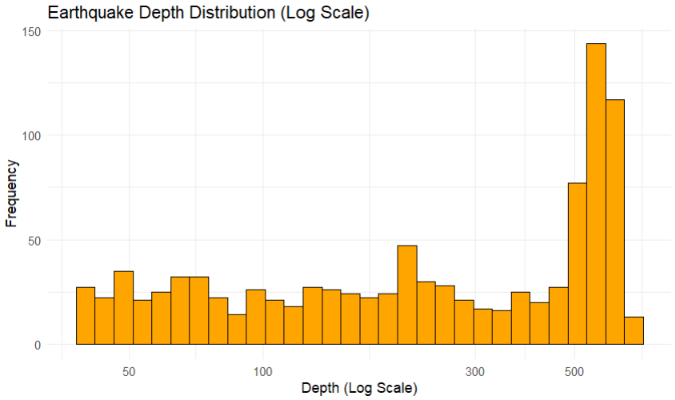 Earthquake Depth Distribution (Log Scale)
150
100
50
0
Frequency
50 100 300 500
Depth (Log Scale)